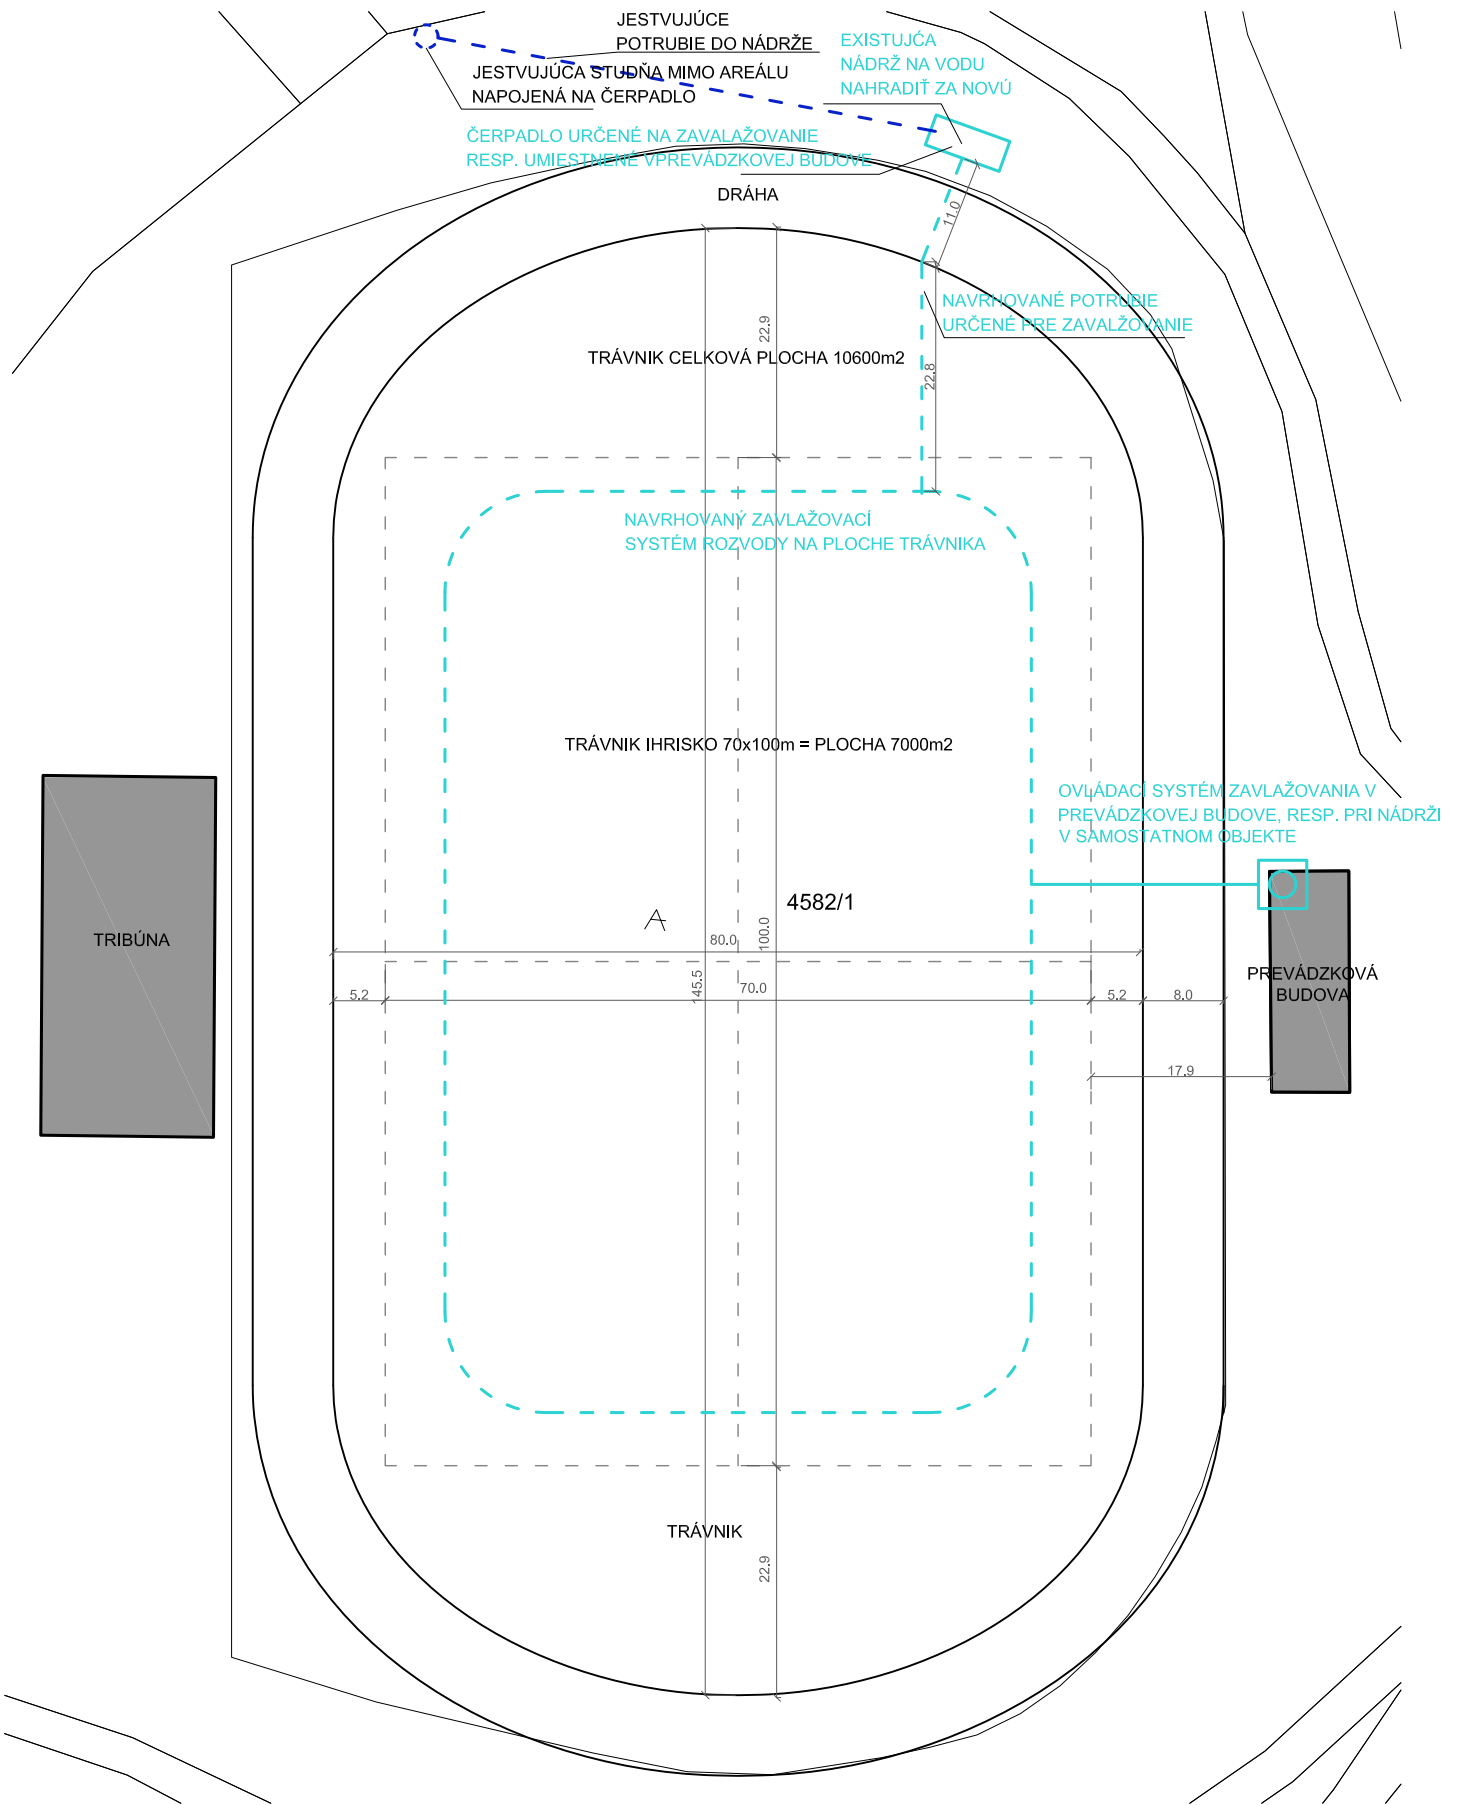 JESTVUJÚCE
POTRUBIE DO NÁDRŽE
EXISTUJĆA
NÁDRŽ NA VODU
NAHRADIŤ ZA NOVÚ
JESTVUJÚCA STUDŇA MIMO AREÁLU
NAPOJENÁ NA ČERPADLO
ČERPADLO URČENÉ NA ZAVALAŽOVANIE
RESP. UMIESTNENÉ VPREVÁDZKOVEJ BUDOVE
DRÁHA
11.0
NAVRHOVANÉ POTRUBIE
URČENÉ PRE ZAVALŽOVANIE
22.9
TRÁVNIK CELKOVÁ PLOCHA 10600m2
22.8
NAVRHOVANÝ ZAVLAŽOVACÍ
SYSTÉM ROZVODY NA PLOCHE TRÁVNIKA
TRÁVNIK IHRISKO 70x100m = PLOCHA 7000m2
OVLÁDACÍ SYSTÉM ZAVLAŽOVANIA V
PREVÁDZKOVEJ BUDOVE, RESP. PRI NÁDRŽI
V SAMOSTATNOM OBJEKTE
4582/1
TRIBÚNA
80.0
100.0
145.5
70.0
5.2
5.2
8.0
PREVÁDZKOVÁ
BUDOVA
17.9
TRÁVNIK
22.9